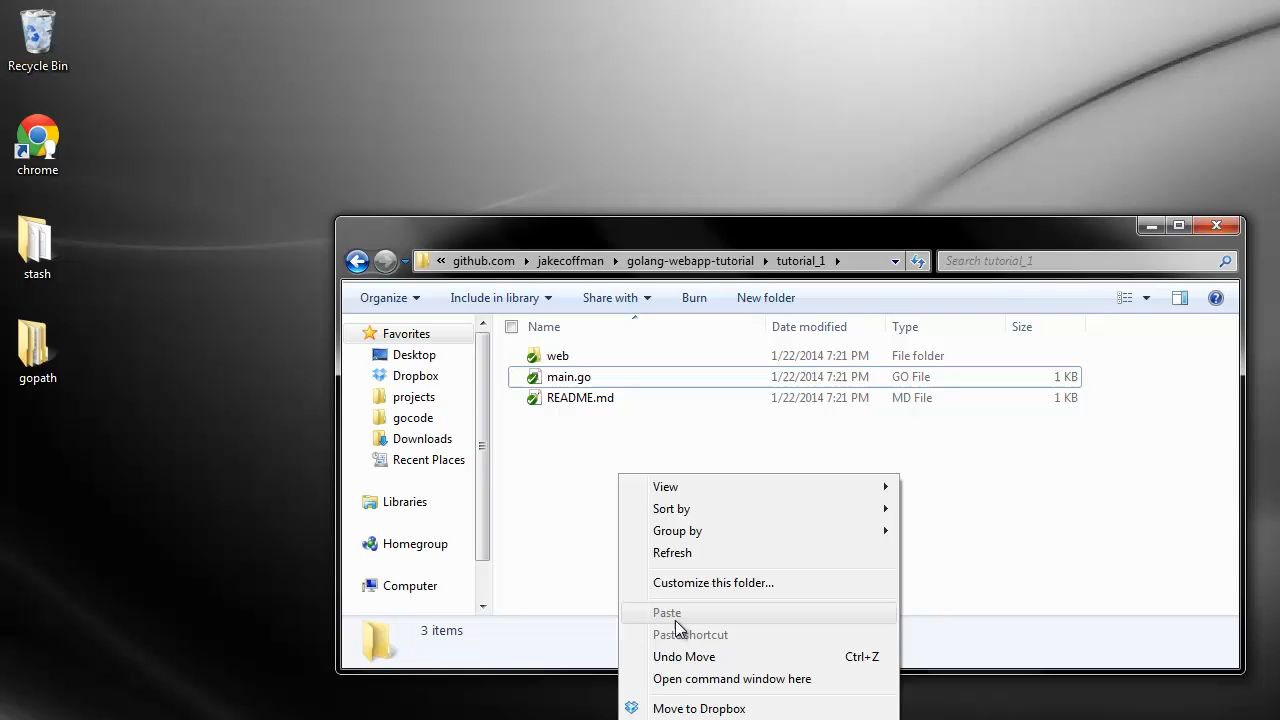 Recycle Bin
chrome
stash
gopath
« github.com jakecoffman golang-webapp-tutorial tutorial_1
Search tutorial_1
Organize Include in library Share with Burn New folder
Name Date modified Type Size
Favorites
Desktop
Dropbox
projects
gocode
Downloads
Recent Places
Libraries
Homegroup
Computer
web 1/22/2014 7:21 PM File folder
main.go 1/22/2014 7:21 PM GO File 1 KB
README.md 1/22/2014 7:21 PM MD File 1 KB
3 items
View
Sort by
Group by
Refresh
Customize this folder...
Paste
Paste shortcut
Undo Move Ctrl+Z
Open command window here
Move to Dropbox